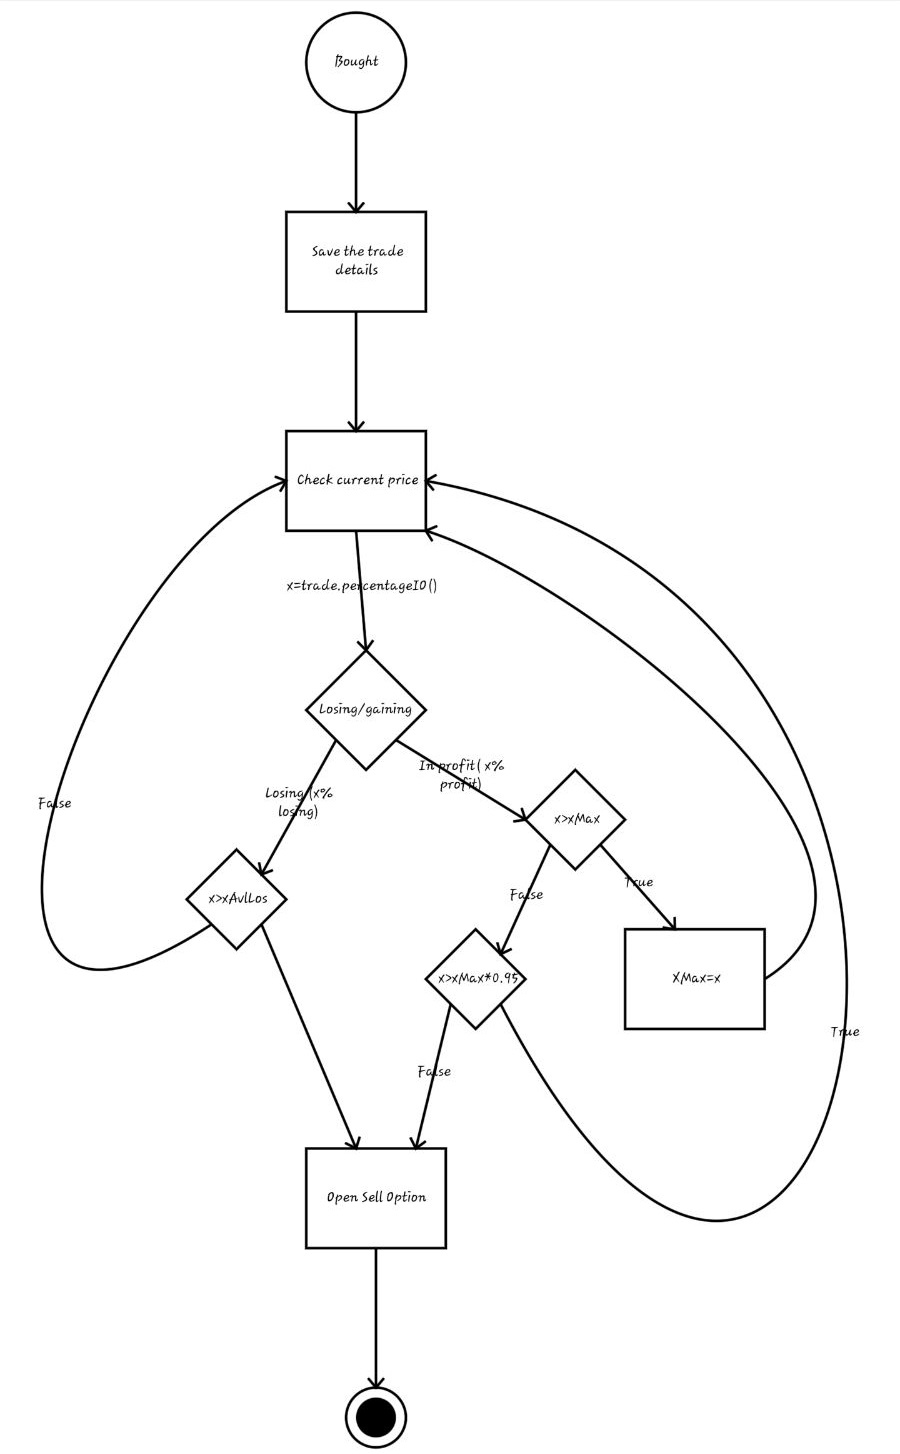 Bought
Save the trade
details
Check current price
x=trade.percentageIO()
Losing/gaining
In profit( x%
profit)
Losing (x%
losing)
False
x>xMax
x>xAvlLos
False
True
x>xMax*0.95
XMax=x
True
False
Open Sell Option